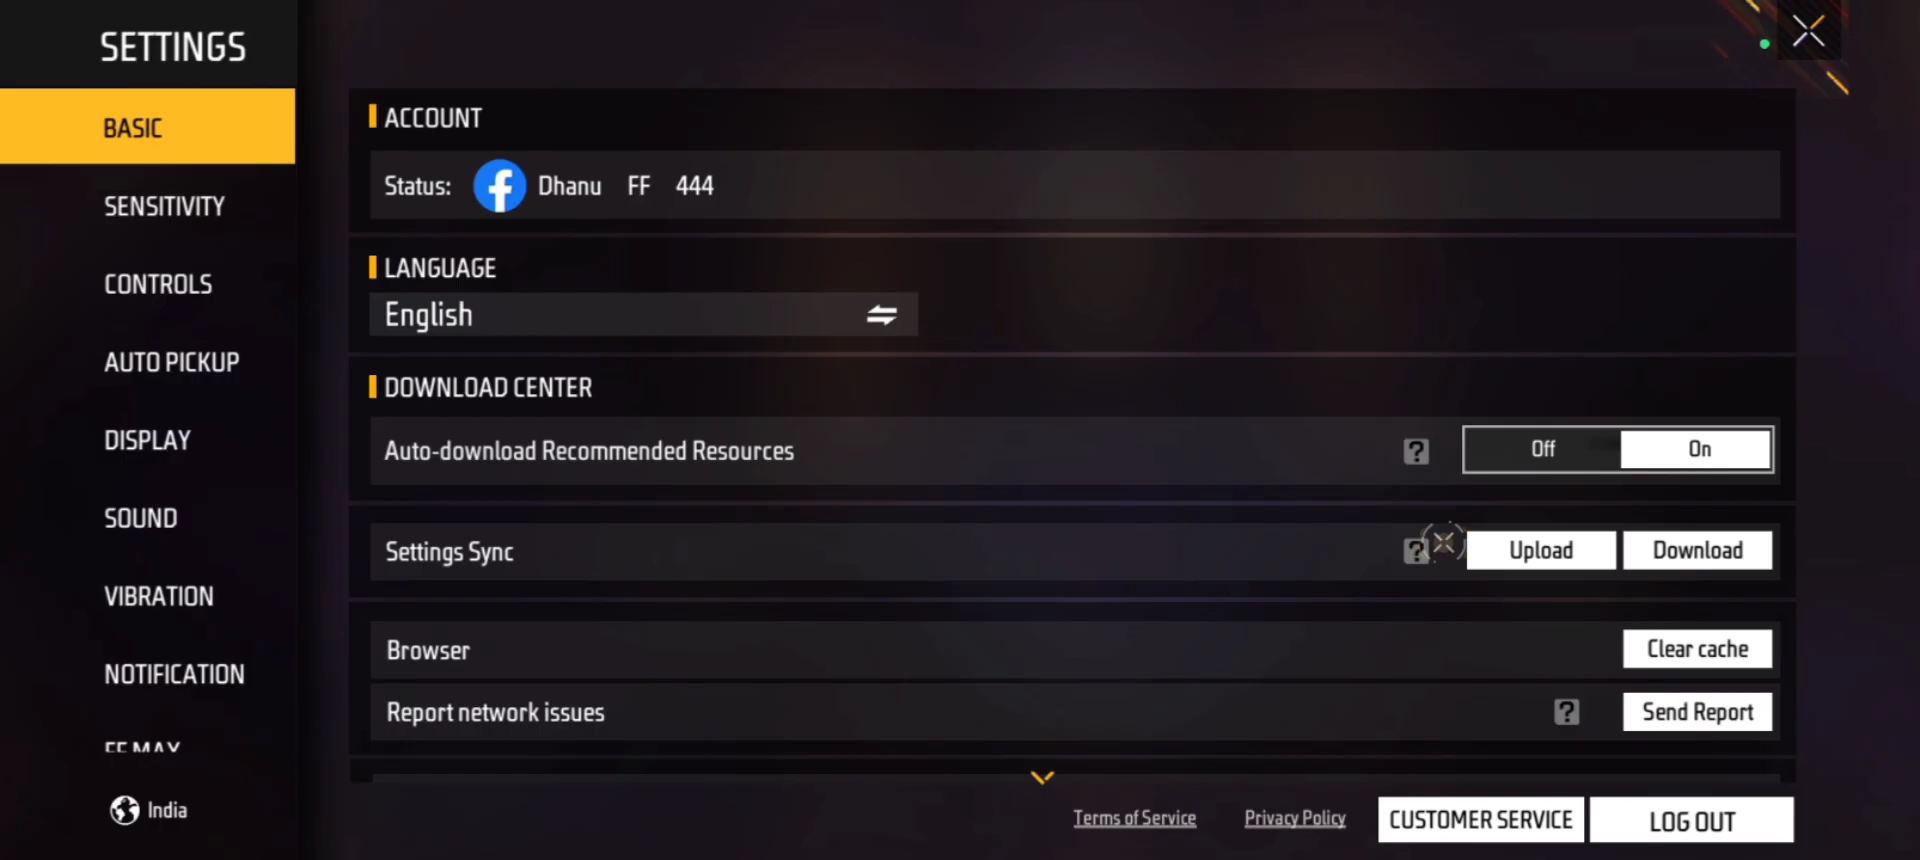 SETTINGS
BASIC
SENSITIVITY
CONTROLS
AUTO PICKUP
DISPLAY
SOUND
VIBRATION
NOTIFICATION
FF MAX
India
ACCOUNT
Status: Dhanu FF 444
LANGUAGE
English
DOWNLOAD CENTER
Auto-download Recommended Resources ? Off On
Settings Sync ? Upload Download
Browser Clear cache
Report network issues ? Send Report
Terms of Service Privacy Policy CUSTOMER SERVICE LOG OUT